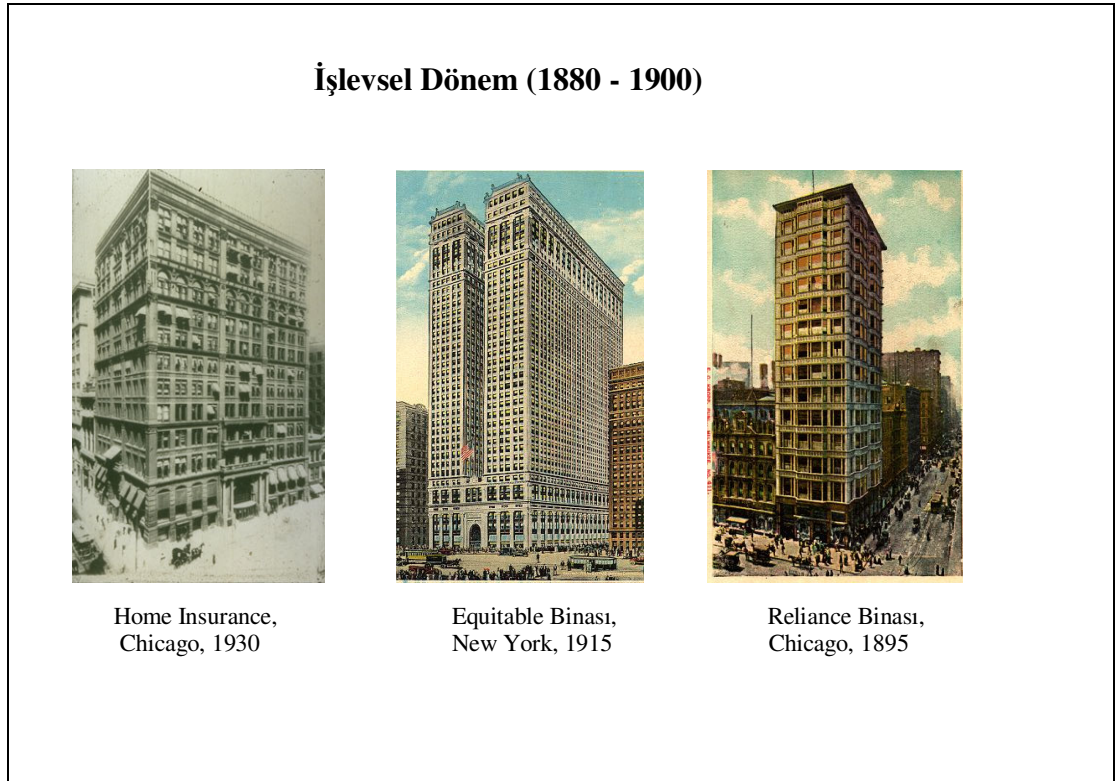 İşlevsel Dönem (1880 - 1900)
Home Insurance,
Chicago, 1930
Equitable Binası,
New York, 1915
Reliance Binası,
Chicago, 1895